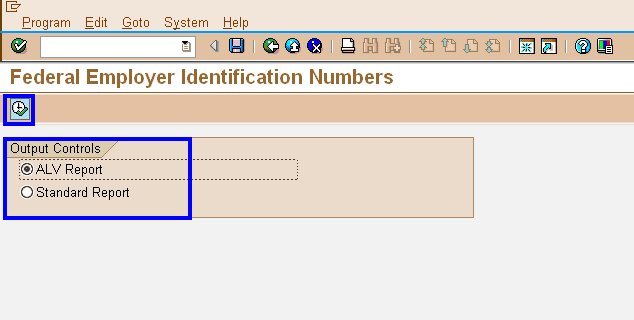 Program Edit Goto System Help
Federal Employer Identification Numbers
Output Controls
ALV Report
Standard Report